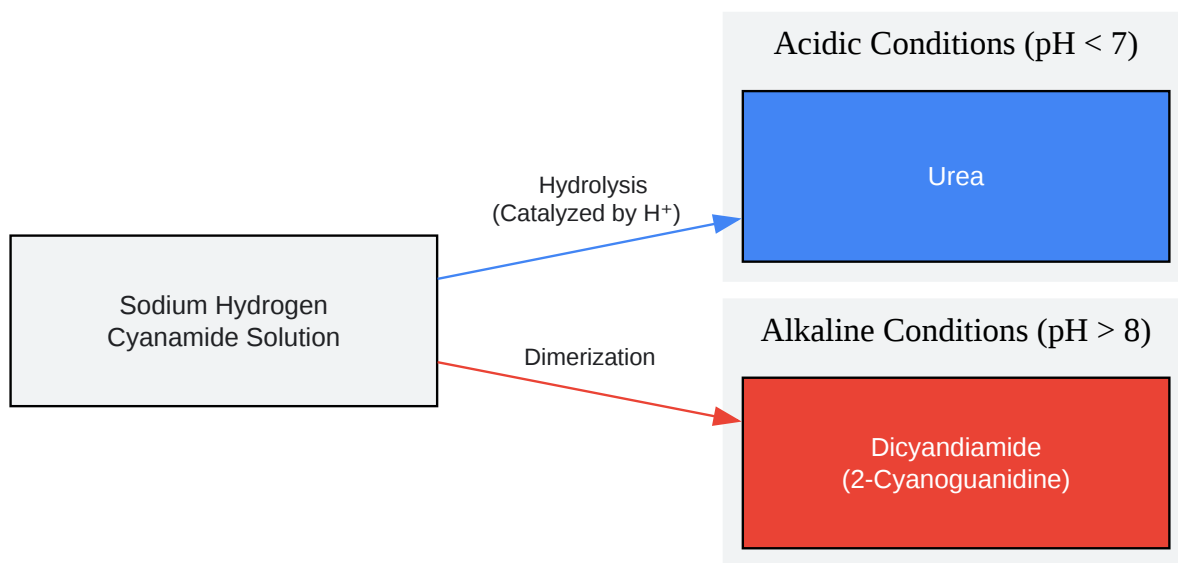 Acidic Conditions (pH < 7)
Urea
Hydrolysis
(Catalyzed by H⁺)
Sodium Hydrogen
Cyanamide Solution
Dimerization
Alkaline Conditions (pH > 8)
Dicyandiamide
(2-Cyanoguanidine)